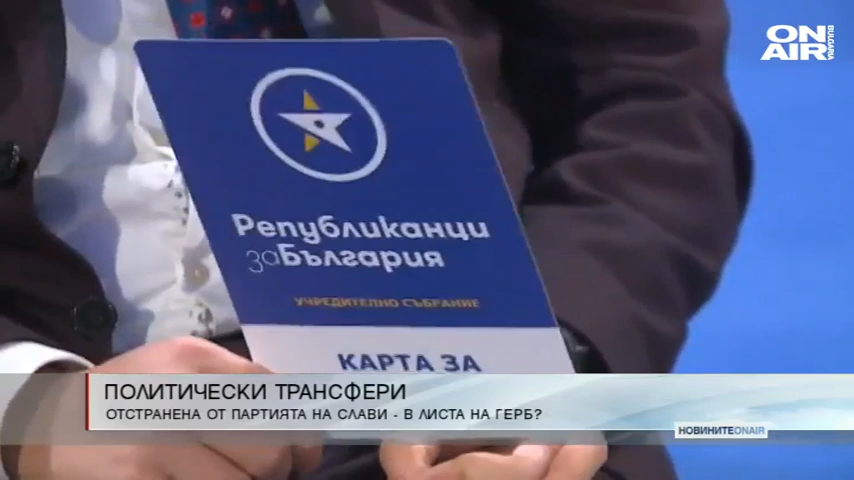 ON AIR
BULGARIA
Републиканци
заБългария
УЧРЕДИТЕЛНО СЪБРАНИЕ
КАРТА ЗА
ПОЛИТИЧЕСКИ ТРАНСФЕРИ
ОТСТРАНЕНА ОТ ПАРТИЯТА НА СЛАВИ - В ЛИСТА НА ГЕРБ?
НОВИНИТЕONAIR